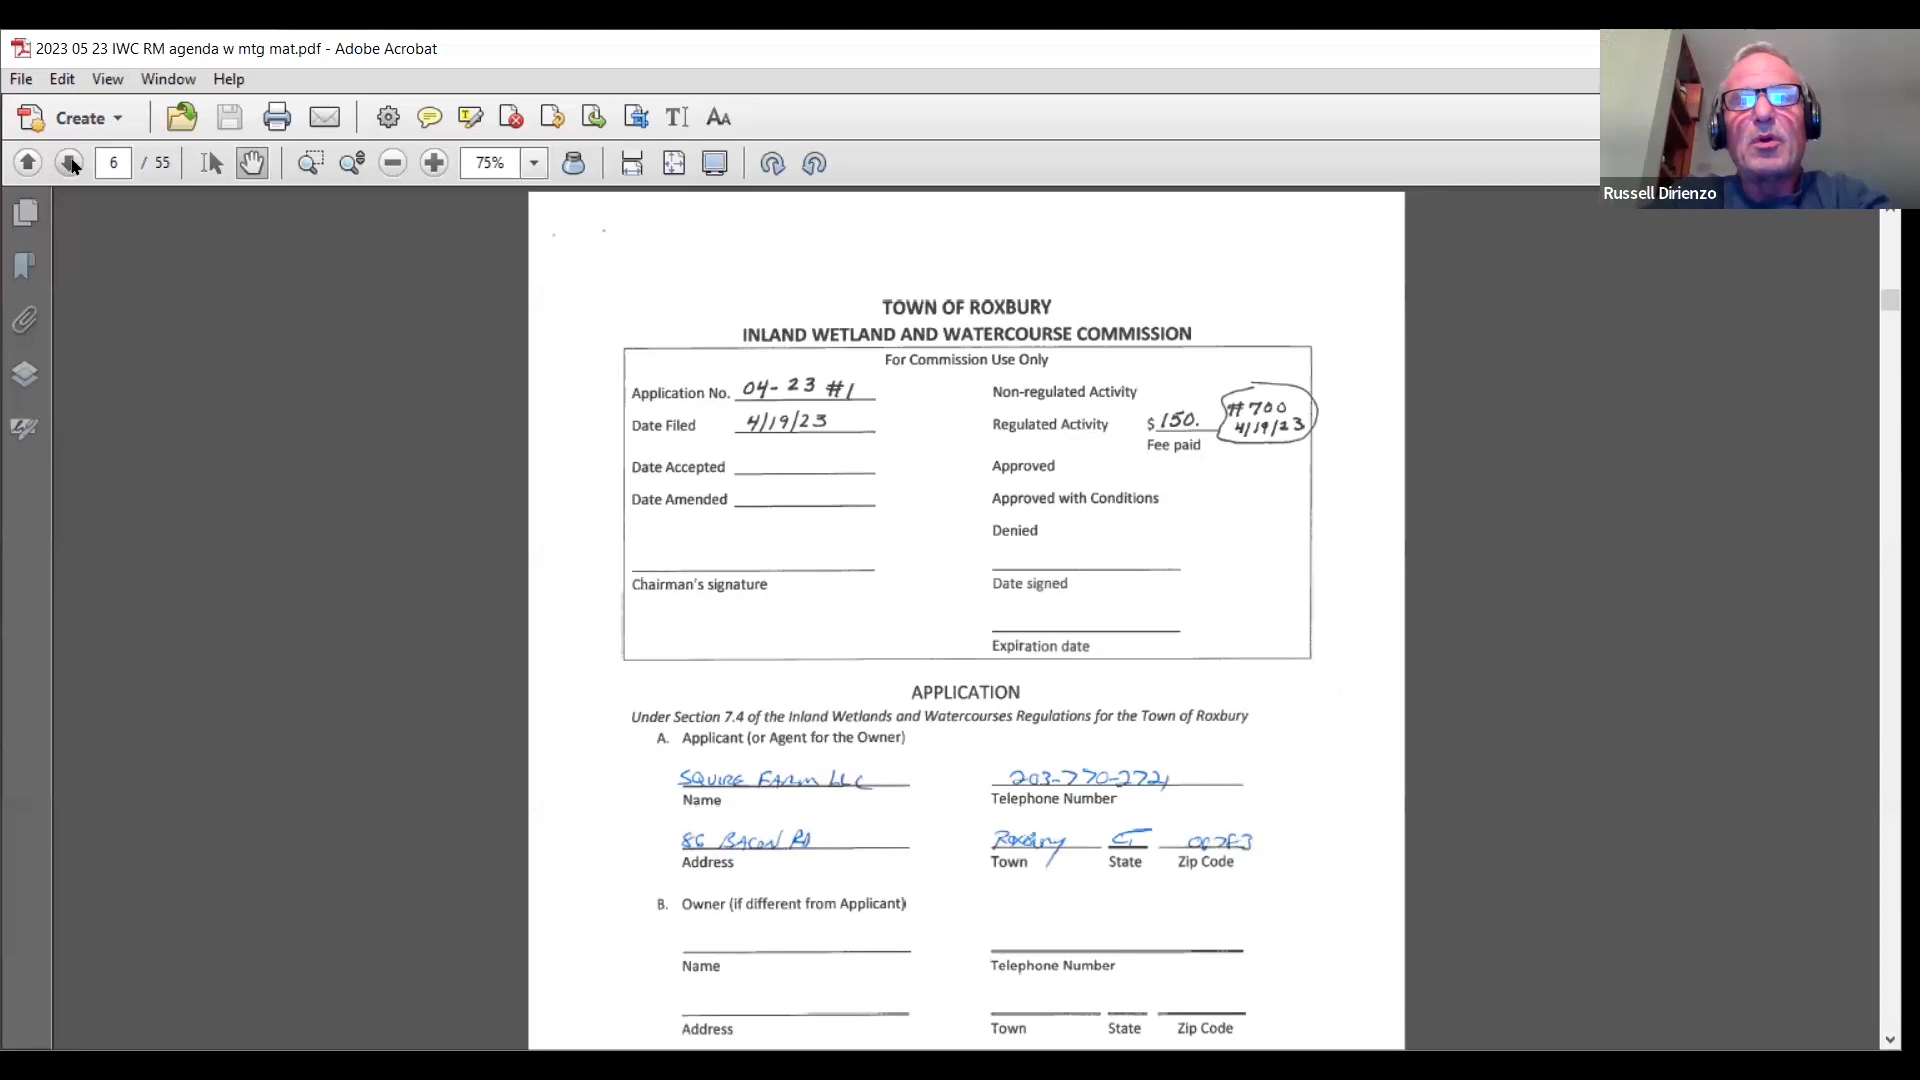 2023 05 23 IWC RM agenda w mtg mat.pdf - Adobe Acrobat
File Edit View Window Help
Create
6 / 55 75%
Russell Dirienzo
TOWN OF ROXBURY
INLAND WETLAND AND WATERCOURSE COMMISSION
For Commission Use Only
Application No. 04-23 #1 Non-regulated Activity
Date Filed 4/19/23 Regulated Activity $150. #700
4/19/23
Fee paid
Date Accepted Approved
Date Amended Approved with Conditions
Denied
Chairman's signature Date signed
Expiration date
APPLICATION
Under Section 7.4 of the Inland Wetlands and Watercourses Regulations for the Town of Roxbury
A. Applicant (or Agent for the Owner)
SQUIRE FARM LLC 203-770-2721
Name Telephone Number
86 BACON RD Roxbury CT
Address Town State Zip Code
B. Owner (if different from Applicant)
Name Telephone Number
Address Town State Zip Code